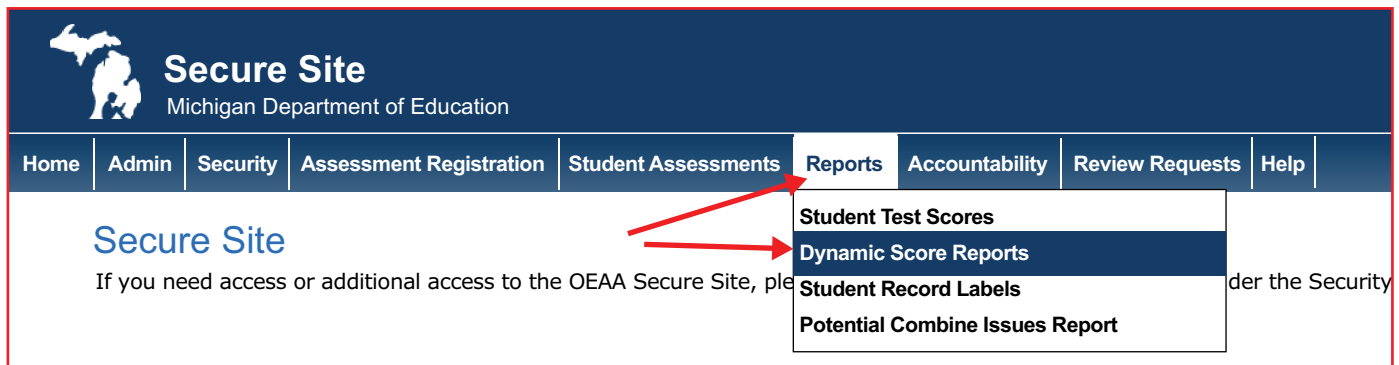 Secure Site
Michigan Department of Education
Home Admin Security Assessment Registration Student Assessments Reports Accountability Review Requests Help
Student Test Scores
Dynamic Score Reports
Student Record Labels
Potential Combine Issues Report
Secure Site
If you need access or additional access to the OEAA Secure Site, ple der the Security